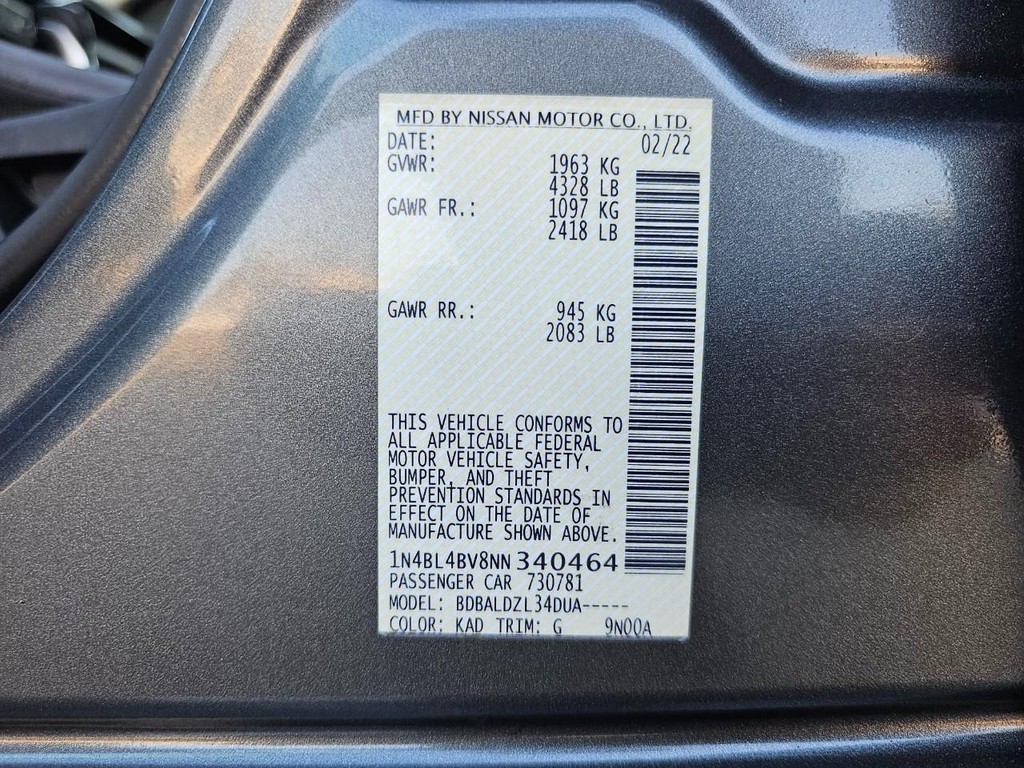 MFD BY NISSAN MOTOR CO., LTD.
DATE: 02/22
GVWR: 1963 KG
4328 LB
GAWR FR.: 1097 KG
2418 LB
GAWR RR.: 945 KG
2083 LB
THIS VEHICLE CONFORMS TO
ALL APPLICABLE FEDERAL
MOTOR VEHICLE SAFETY,
BUMPER, AND THEFT
PREVENTION STANDARDS IN
EFFECT ON THE DATE OF
MANUFACTURE SHOWN ABOVE.
1N4BL4BV8NN340464
PASSENGER CAR 730781
MODEL: BDBALDZL34DUA-----
COLOR: KAD TRIM: G 9N00A